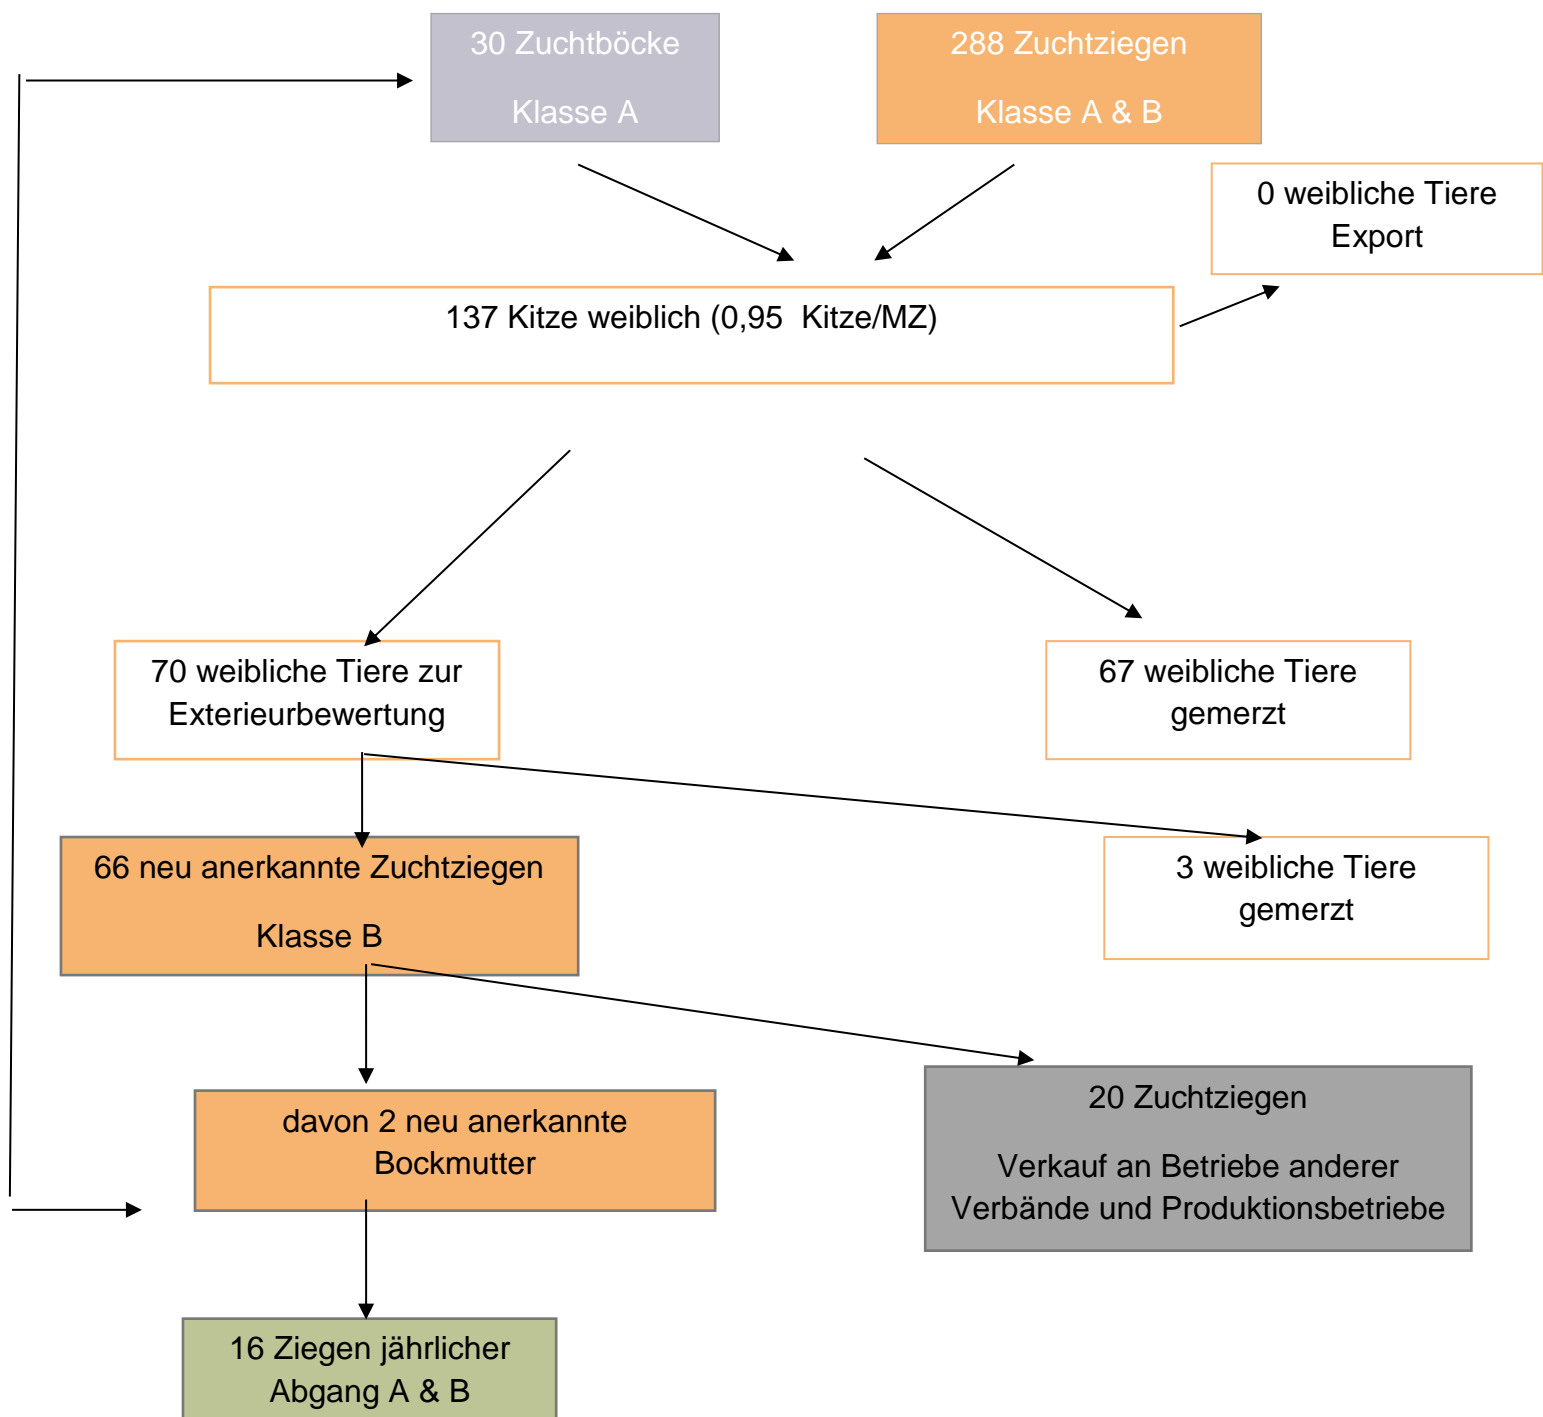 30 Zuchtböcke
Klasse A
288 Zuchtziegen
Klasse A & B
0 weibliche Tiere
Export
137 Kitze weiblich (0,95 Kitze/MZ)
70 weibliche Tiere zur
Exterieurbewertung
67 weibliche Tiere
gemerzt
66 neu anerkannte Zuchtziegen
Klasse B
3 weibliche Tiere
gemerzt
davon 2 neu anerkannte
Bockmutter
20 Zuchtziegen
Verkauf an Betriebe anderer
Verbände und Produktionsbetriebe
16 Ziegen jährlicher
Abgang A & B